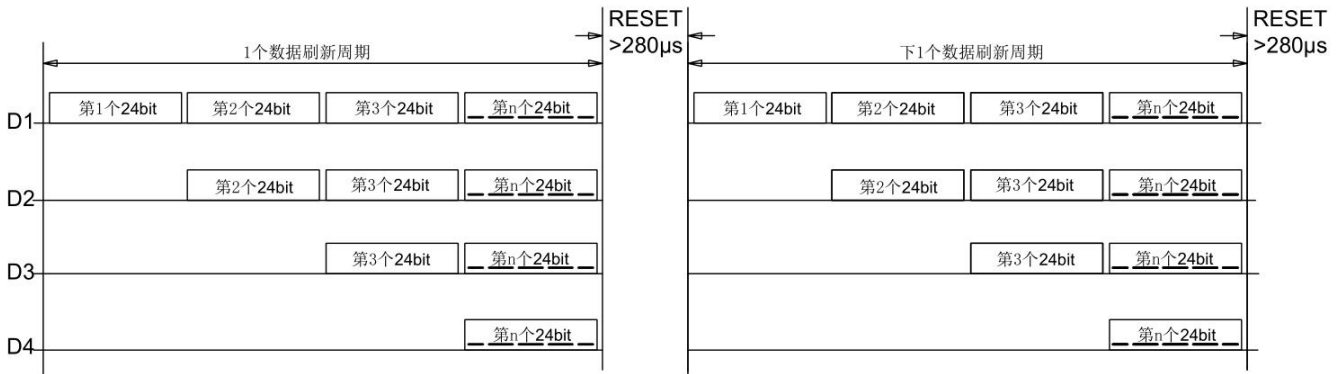 RESET
>280μs
RESET
>280μs
1个数据刷新周期
下1个数据刷新周期
D1 第1个24bit 第2个24bit 第3个24bit 第n个24bit 第1个24bit 第2个24bit 第3个24bit 第n个24bit
D2 第2个24bit 第3个24bit 第n个24bit 第2个24bit 第3个24bit 第n个24bit
D3 第3个24bit 第n个24bit 第3个24bit 第n个24bit
D4 第n个24bit 第n个24bit